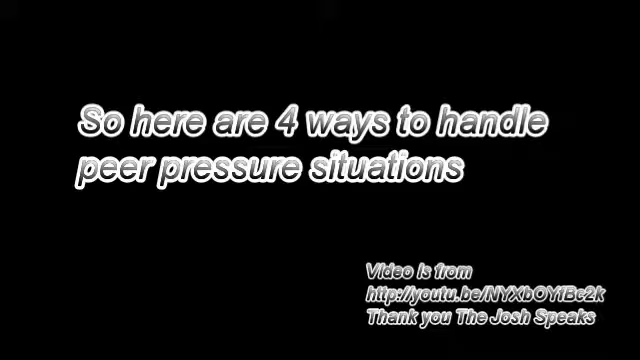 So here are 4 ways to handle
peer pressure situations
Video is from
http://youtu.be/NYXbOYfBc2k
Thank you The Josh Speaks